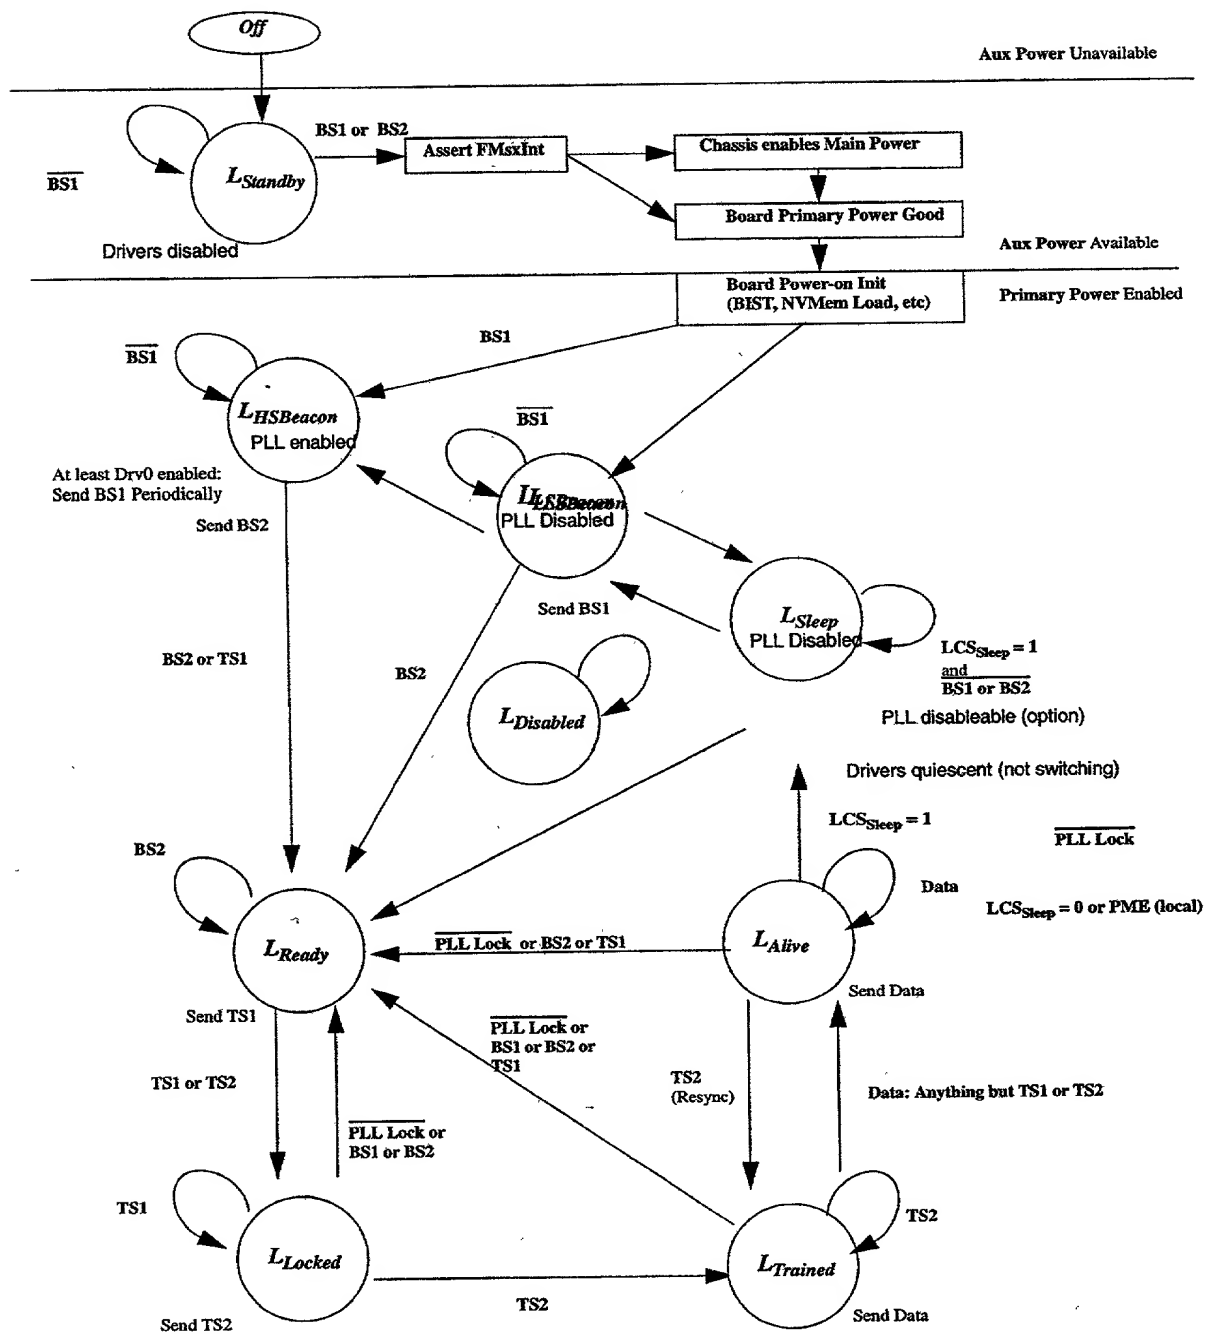 Off
Aux Power Unavailable
BS1 or BS2
Assert FMsxInt
Chassis enables Main Power
BS1
LStandby
Board Primary Power Good
Drivers disabled
Aux Power Available
Board Power-on Init
(BIST, NVMem Load, etc)
Primary Power Enabled
BS1
BS1
LHSBeacon
PLL enabled
BS1
At least Drv0 enabled:
Send BS1 Periodically
PLL Disabled
Send BS2
Send BS1
LSleep
PLL Disabled
LCSSleep = 1
and
BS1 or BS2
BS2 or TS1
BS2
LDisabled
PLL disableable (option)
Drivers quiescent (not switching)
LCSSleep = 1
PLL Lock
BS2
Data
LCSSleep = 0 or PME (local)
LReady
PLL Lock or BS2 or TS1
LAlive
Send Data
Send TS1
PLL Lock or
BS1 or BS2 or
TS1
TS1 or TS2
TS2
(Resync)
Data: Anything but TS1 or TS2
PLL Lock or
BS1 or BS2
TS1
TS2
LLocked
LTrained
TS2
Send TS2
Send Data